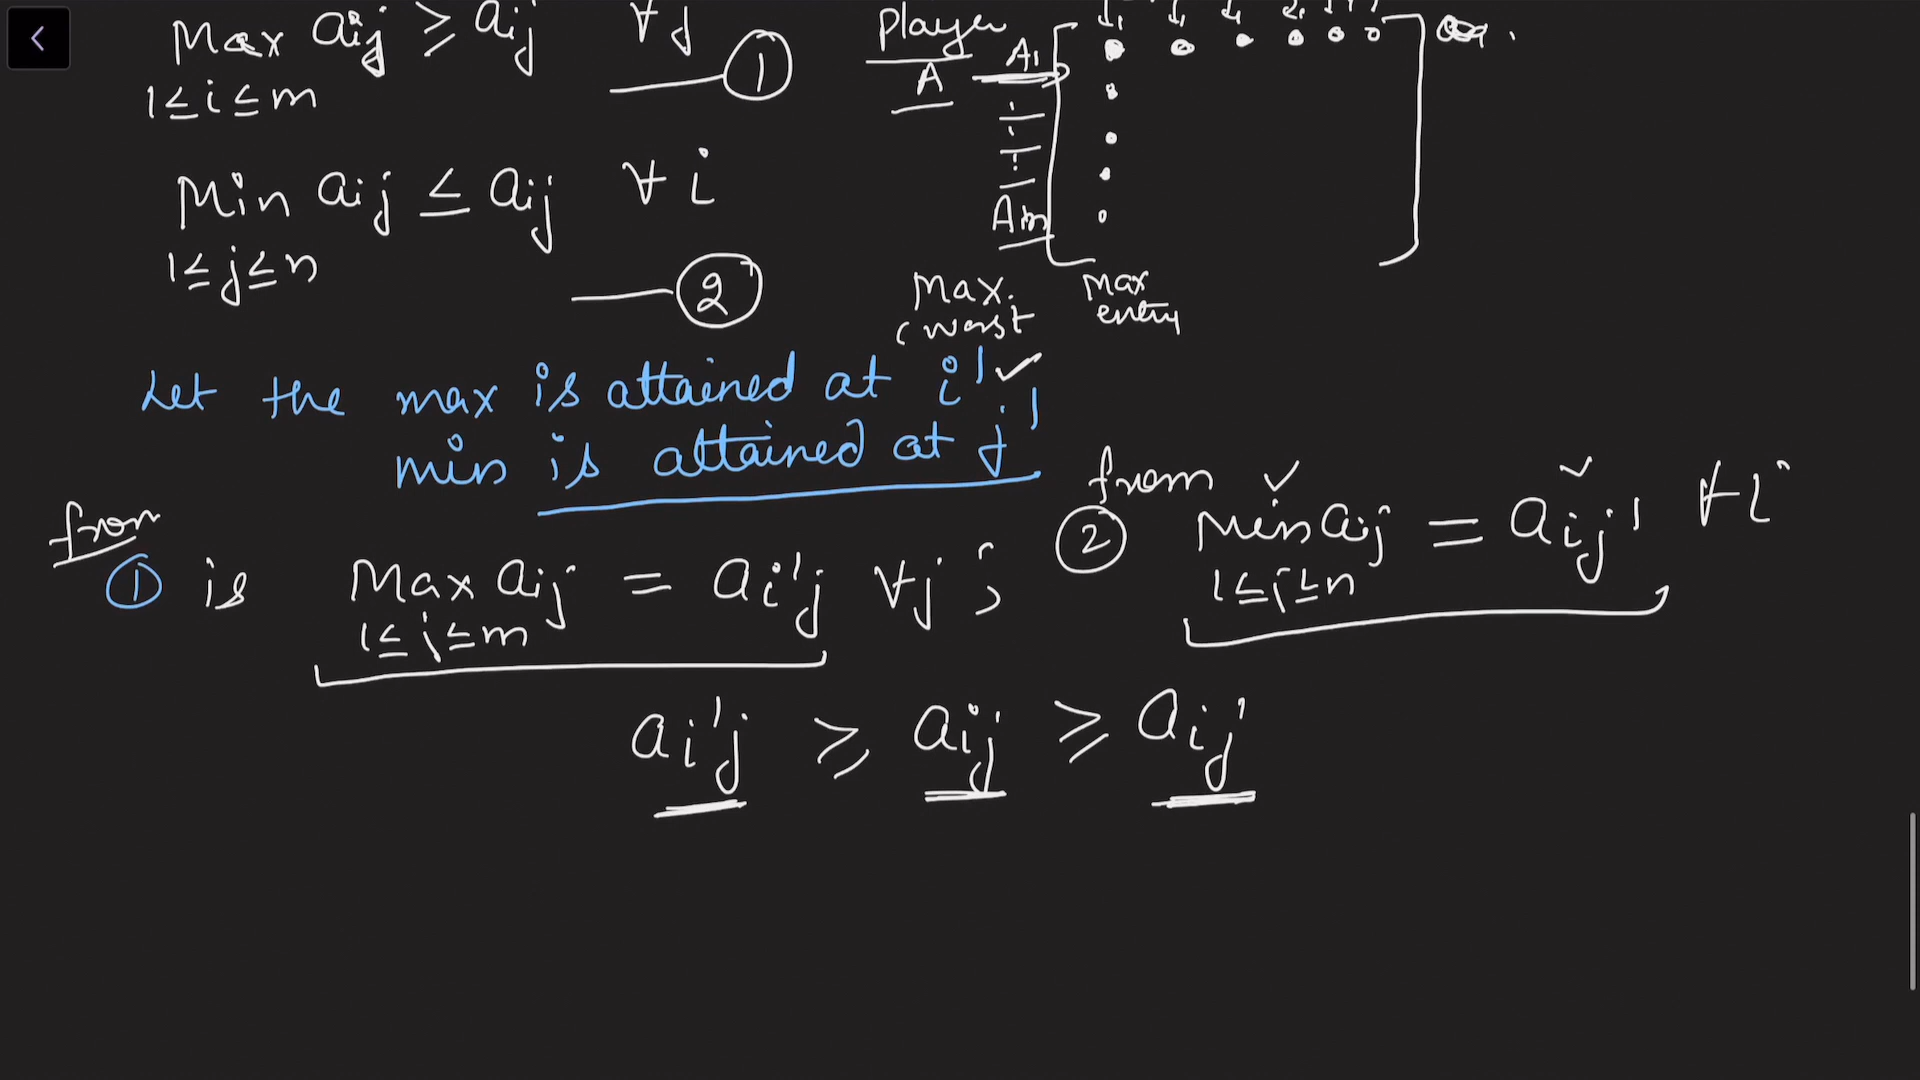 Max aij ≥ aij ∀ j
1≤i≤m
①
Min aij ≤ aij ∀ i
1≤j≤n
②
Player
A
A1
Am
Max.
(worst
Max
entry
Let the max is attained at i'
min is attained at j'
from
① is Max aij = ai'j ∀j ;
1≤i≤m
from
② Min aij = aij' ∀i
1≤j≤n
ai'j ≥ aij ≥ aij'